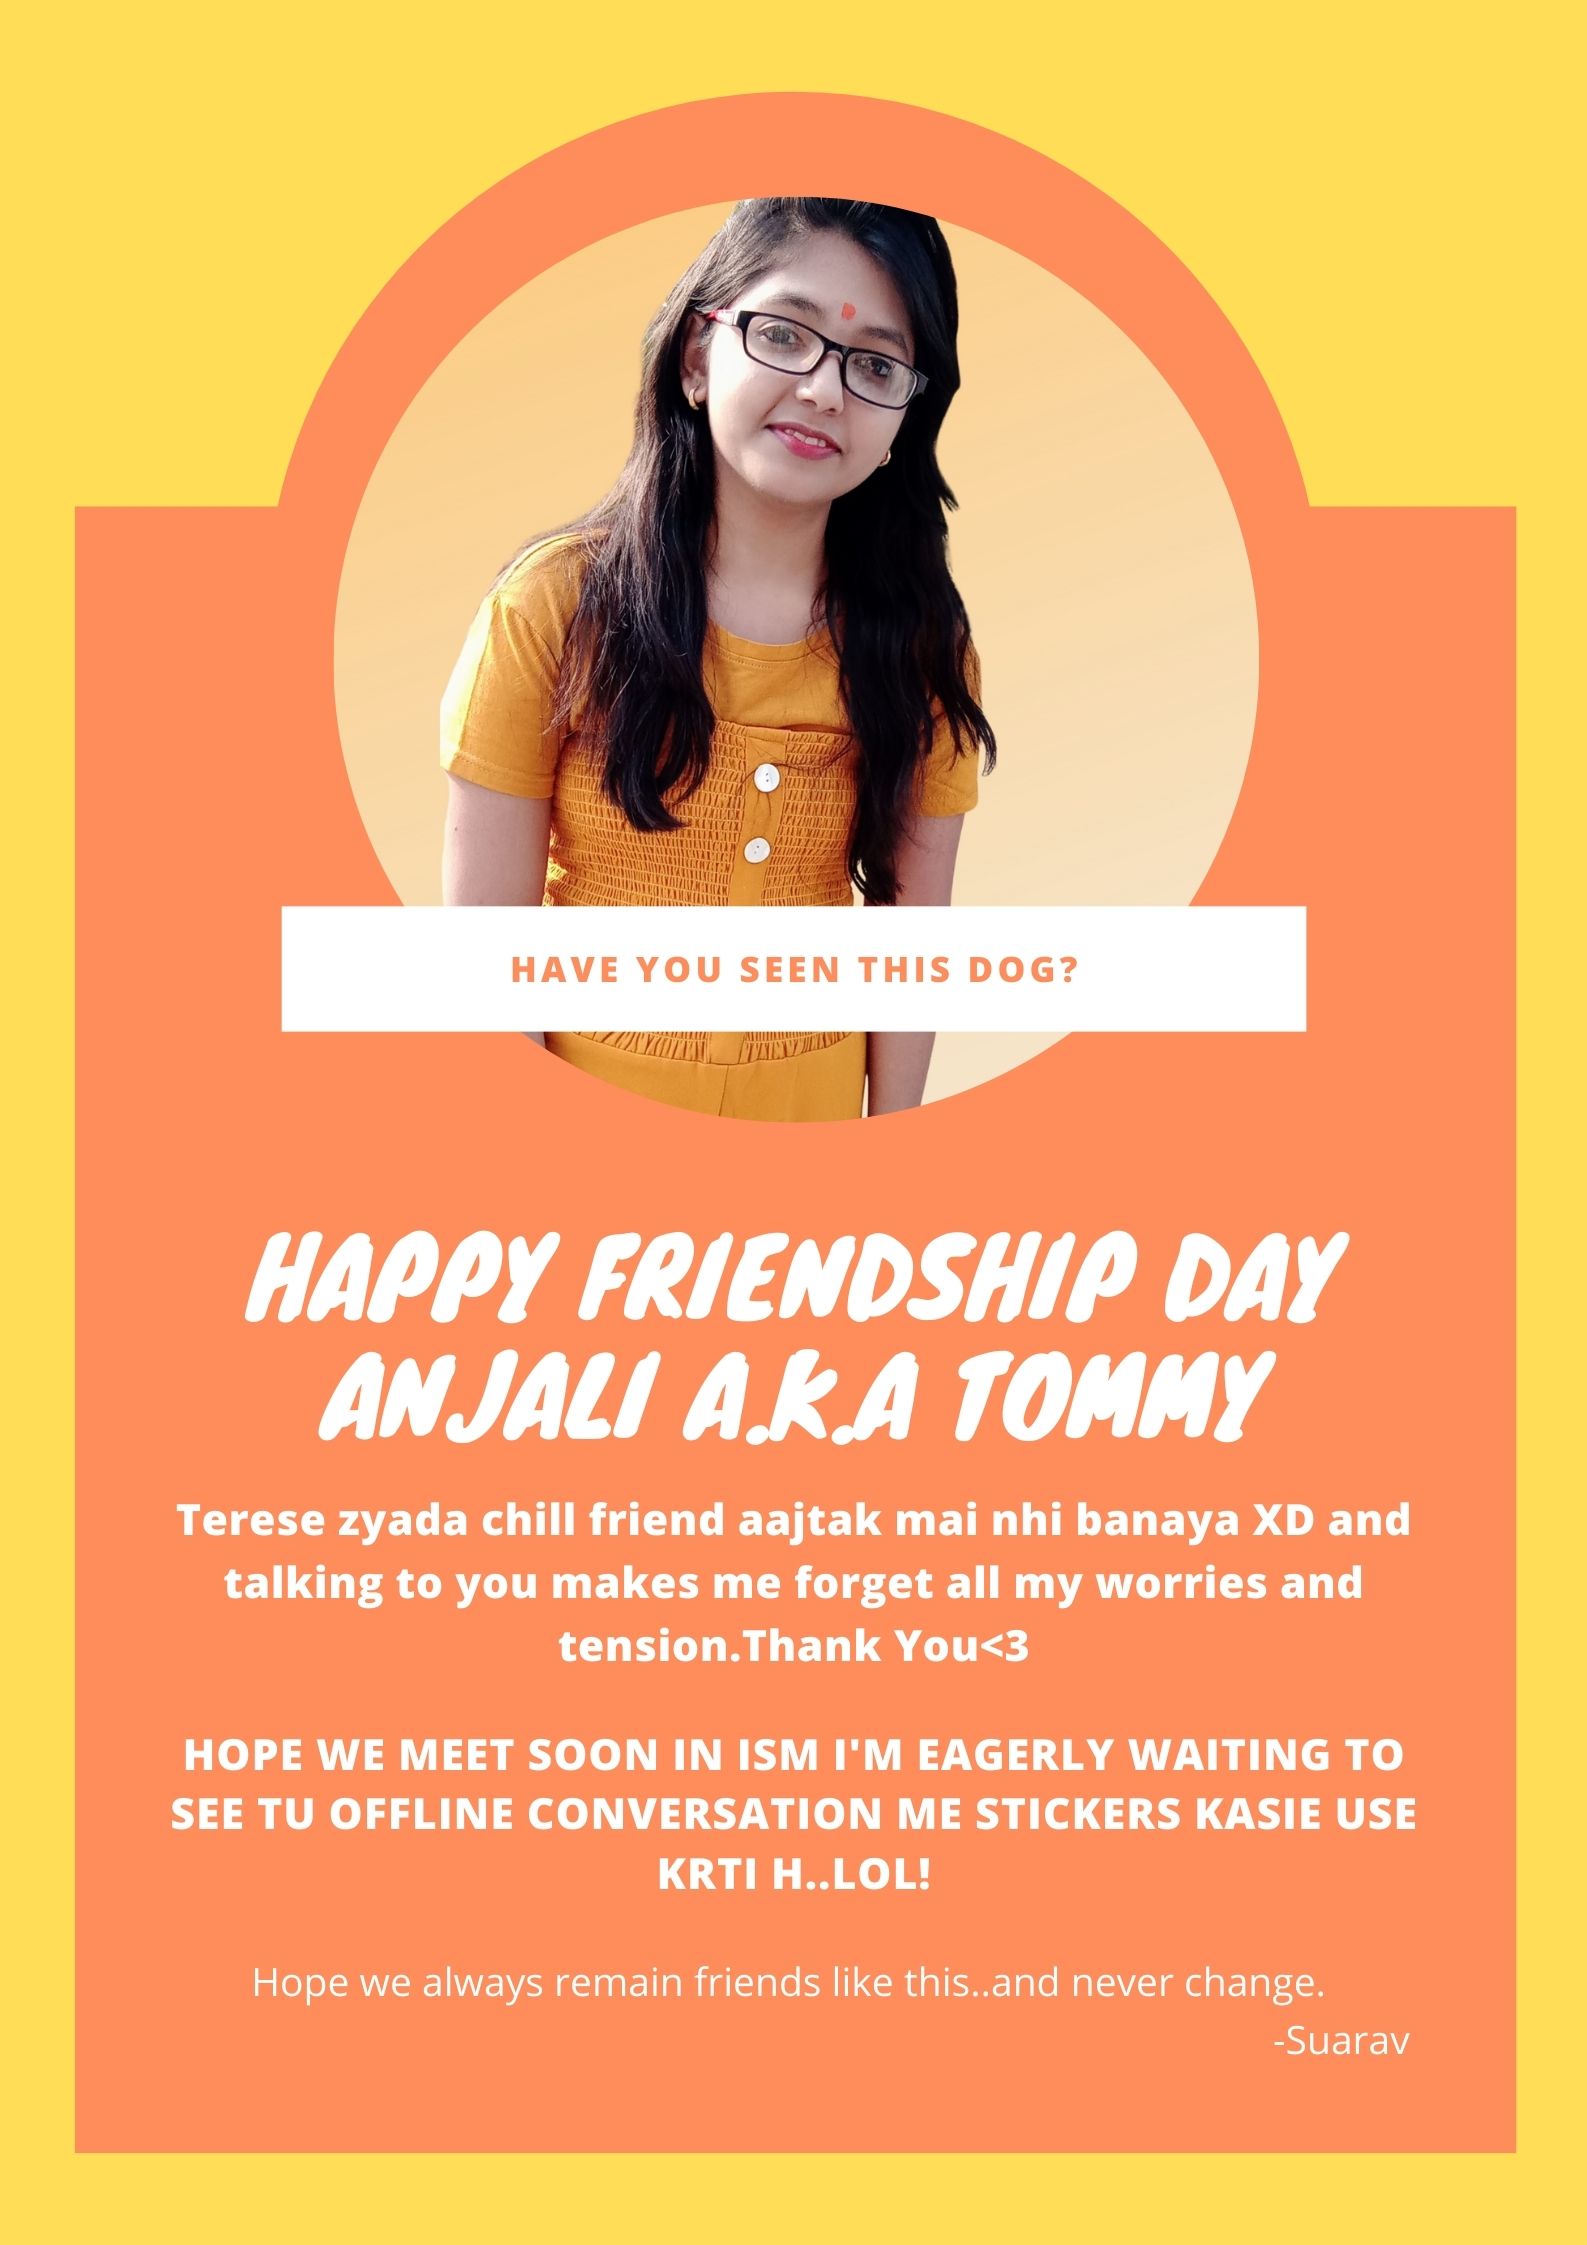 HAVE YOU SEEN THIS DOG?
HAPPY FRIENDSHIP DAY
ANJALI A.K.A TOMMY
Terese zyada chill friend aajtak mai nhi banaya XD and
talking to you makes me forget all my worries and
tension.Thank You<3
HOPE WE MEET SOON IN ISM I'M EAGERLY WAITING TO
SEE TU OFFLINE CONVERSATION ME STICKERS KASIE USE
KRTI H..LOL!
Hope we always remain friends like this..and never change.
-Suarav